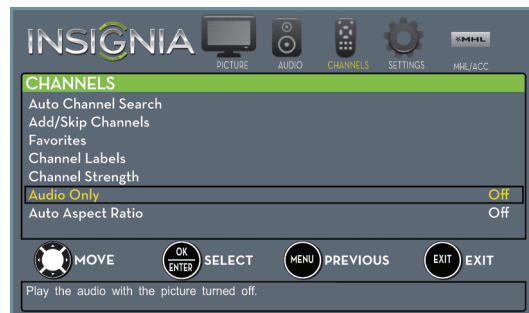 INSIGNIA
PICTURE AUDIO CHANNELS SETTINGS MHL MHL/ACC
CHANNELS
Auto Channel Search
Add/Skip Channels
Favorites
Channel Labels
Channel Strength
Audio Only Off
Auto Aspect Ratio Off
MOVE OK ENTER SELECT MENU PREVIOUS EXIT EXIT
Play the audio with the picture turned off.